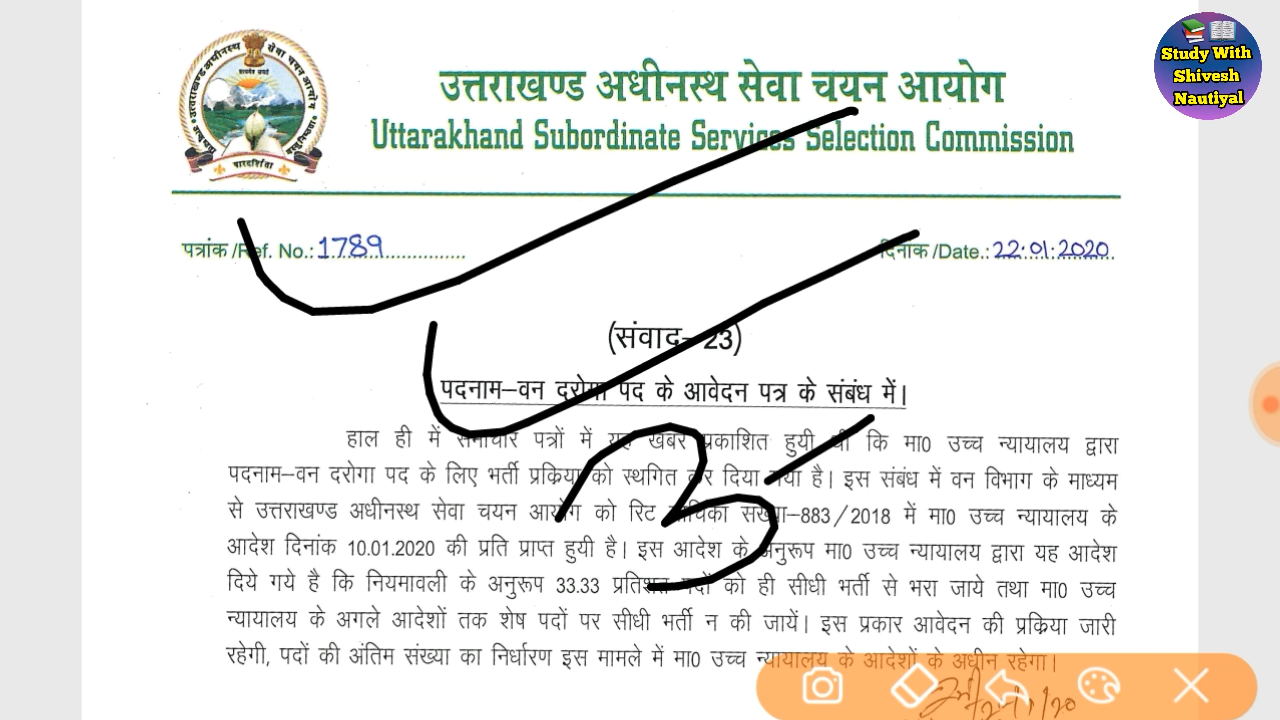 Study With
Shivesh
Nautiyal
पारदर्शिता
उत्तराखण्ड अधीनस्थ सेवा चयन आयोग
Uttarakhand Subordinate Services Selection Commission
पत्रांक /Ref. No.: 1789
दिनांक /Date.: 22.01.2020
(संवाद-23)
पदनाम-वन दरोगा पद के आवेदन पत्र के संबंध में।
हाल ही में समाचार पत्रों में यह खबर प्रकाशित हुयी थी कि मा0 उच्च न्यायालय द्वारा
पदनाम-वन दरोगा पद के लिए भर्ती प्रकिया को स्थगित कर दिया गया है। इस संबंध में वन विभाग के माध्यम
से उत्तराखण्ड अधीनस्थ सेवा चयन आयोग को रिट याचिका संख्या-883/2018 में मा0 उच्च न्यायालय के
आदेश दिनांक 10.01.2020 की प्रति प्राप्त हुयी है। इस आदेश के अनुरूप मा0 उच्च न्यायालय द्वारा यह आदेश
दिये गये है कि नियमावली के अनुरूप 33.33 प्रतिशत पदों को ही सीधी भर्ती से भरा जाये तथा मा0 उच्च
न्यायालय के अगले आदेशों तक शेष पदों पर सीधी भर्ती न की जायें। इस प्रकार आवेदन की प्रकिया जारी
रहेगी, पदों की अंतिम संख्या का निर्धारण इस मामले में मा0 उच्च न्यायालय के आदेशों के अधीन रहेगा।